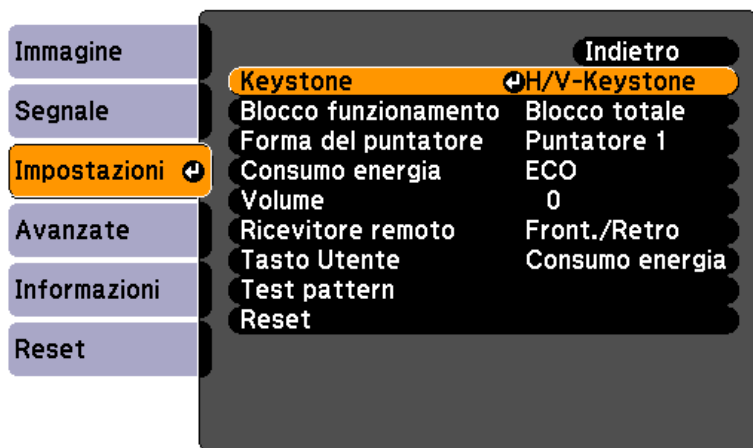 Immagine
Segnale
Impostazioni
Avanzate
Informazioni
Reset
Indietro
Keystone H/V-Keystone
Blocco funzionamento Blocco totale
Forma del puntatore Puntatore 1
Consumo energia ECO
Volume 0
Ricevitore remoto Front./Retro
Tasto Utente Consumo energia
Test pattern
Reset